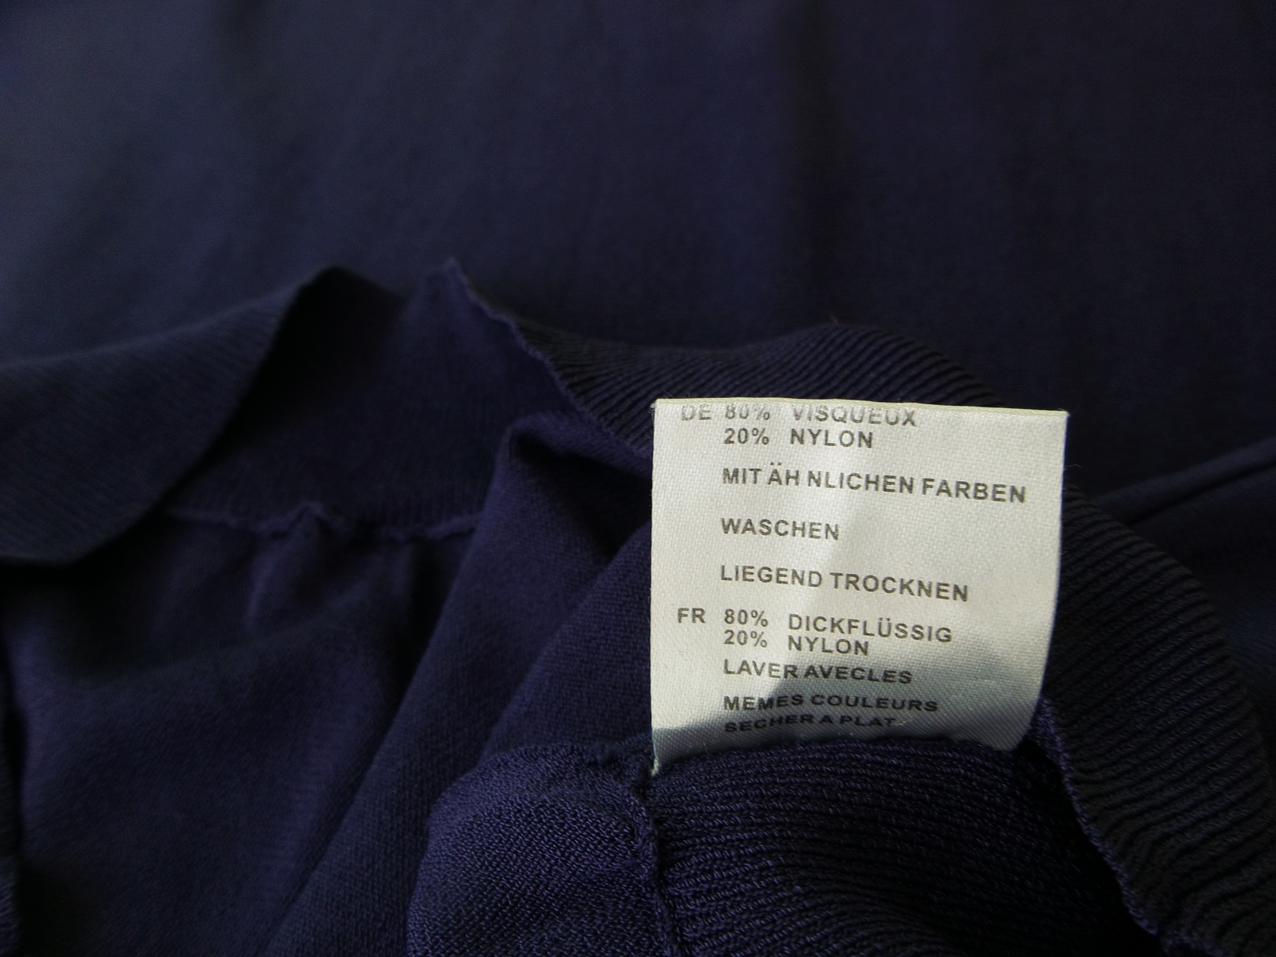 DE 80% VISQUEUX
20% NYLON
MIT ÄH NLICHEN FARBEN
WASCHEN
LIEGEND TROCKNEN
FR 80% DICKFLÜSSIG
20% NYLON
LAVER AVECLES
MEMES COULEURS
SECHER A PLAT